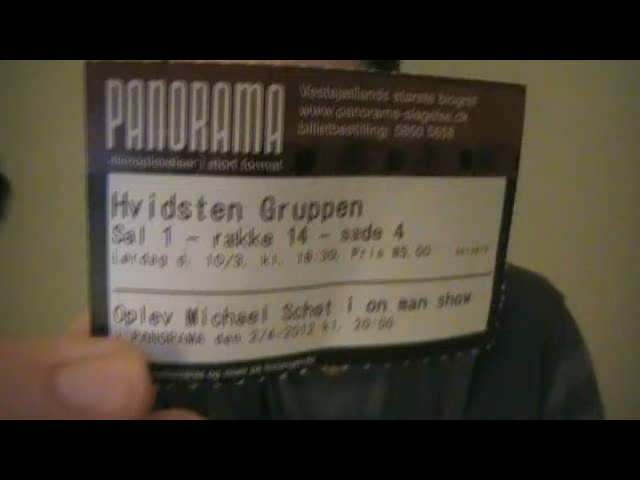 PANORAMA
Vestsjællands største biograf
www.panorama-slagelse.dk
Billetbestilling: 5850 5658
Hvidsten Gruppen
Sal 1 - række 14 - sæde 4
Lørdag d. 10/3. kl. 18:30. Pris 85.00
Oplev Michael Schøt i on man show
i PANORAMA den 2/6-2012 kl. 20:00